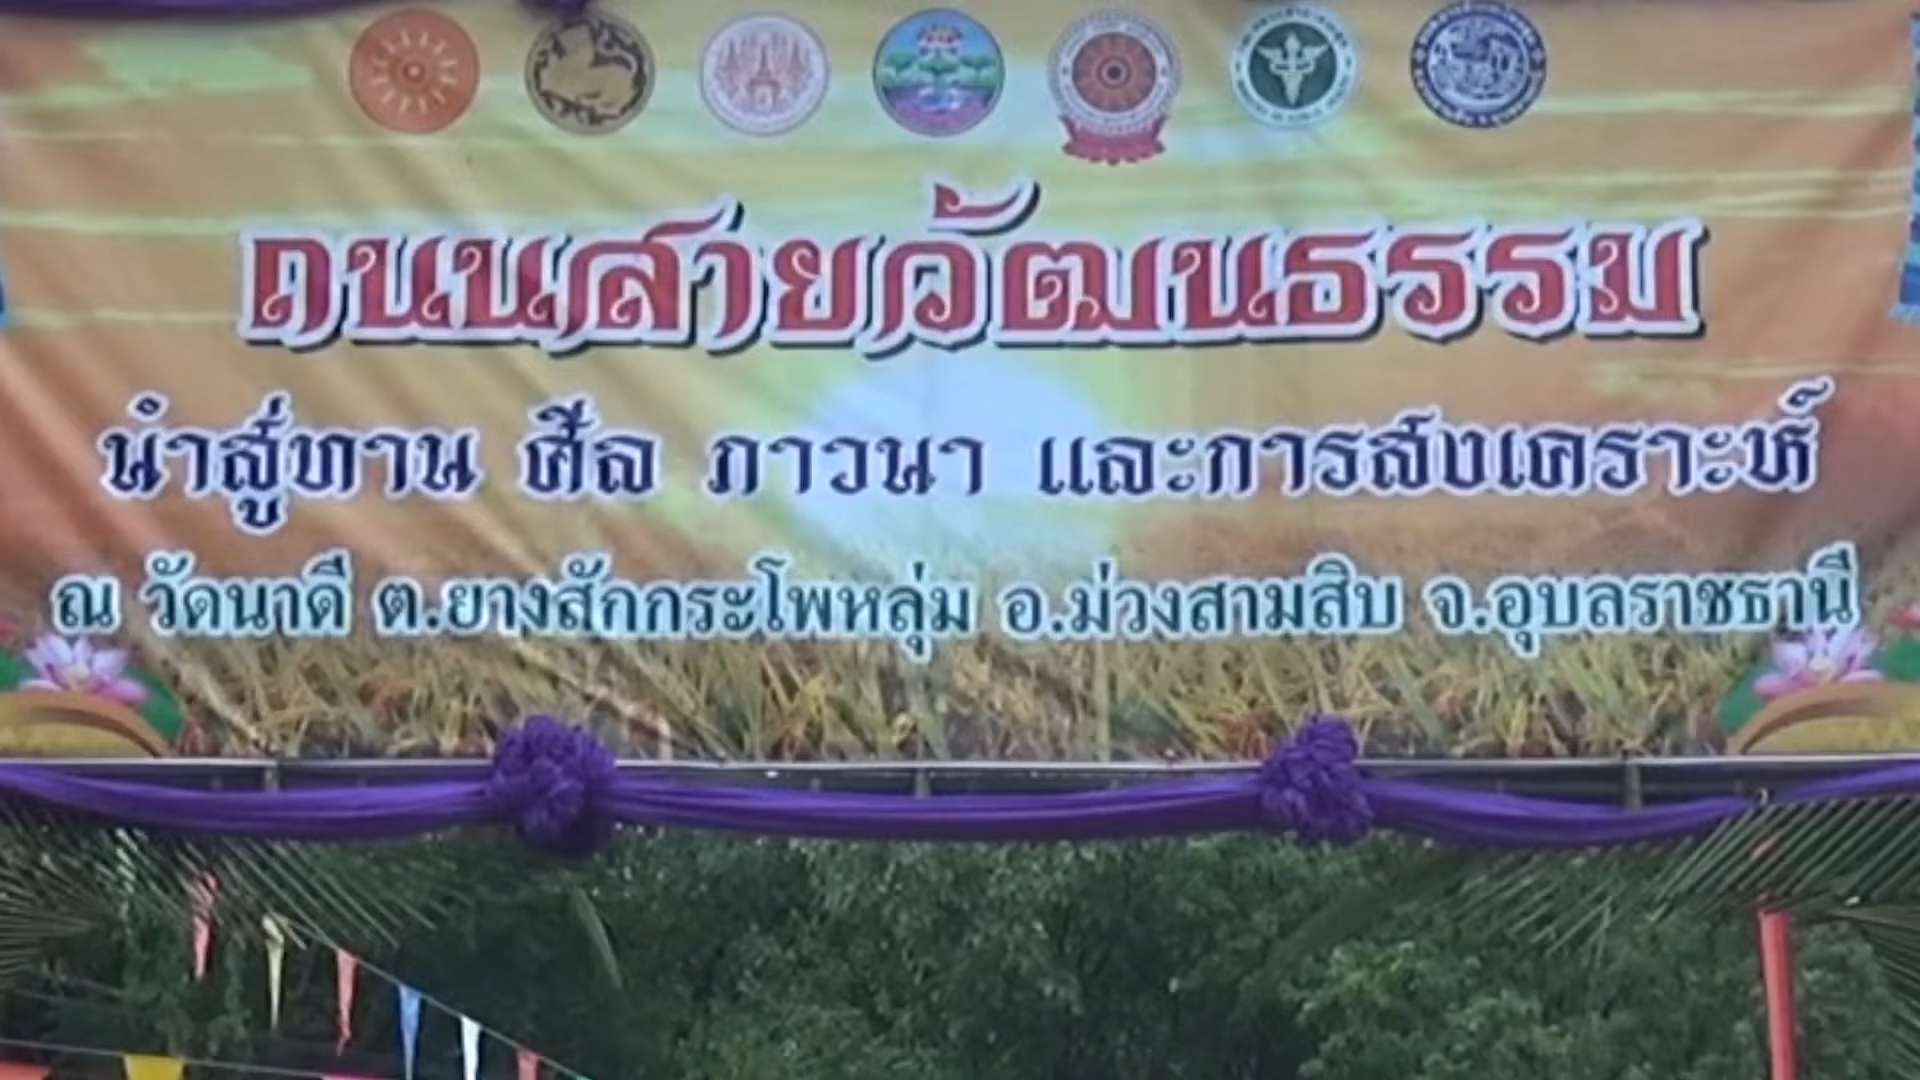 ถนนสายวัฒนธรรม
นำสู่ทาน ศีล ภาวนา และการสงเคราะห์
ณ วัดนาดี ต.ยางสักกระโพหลุ่ม อ.ม่วงสามสิบ จ.อุบลราชธานี